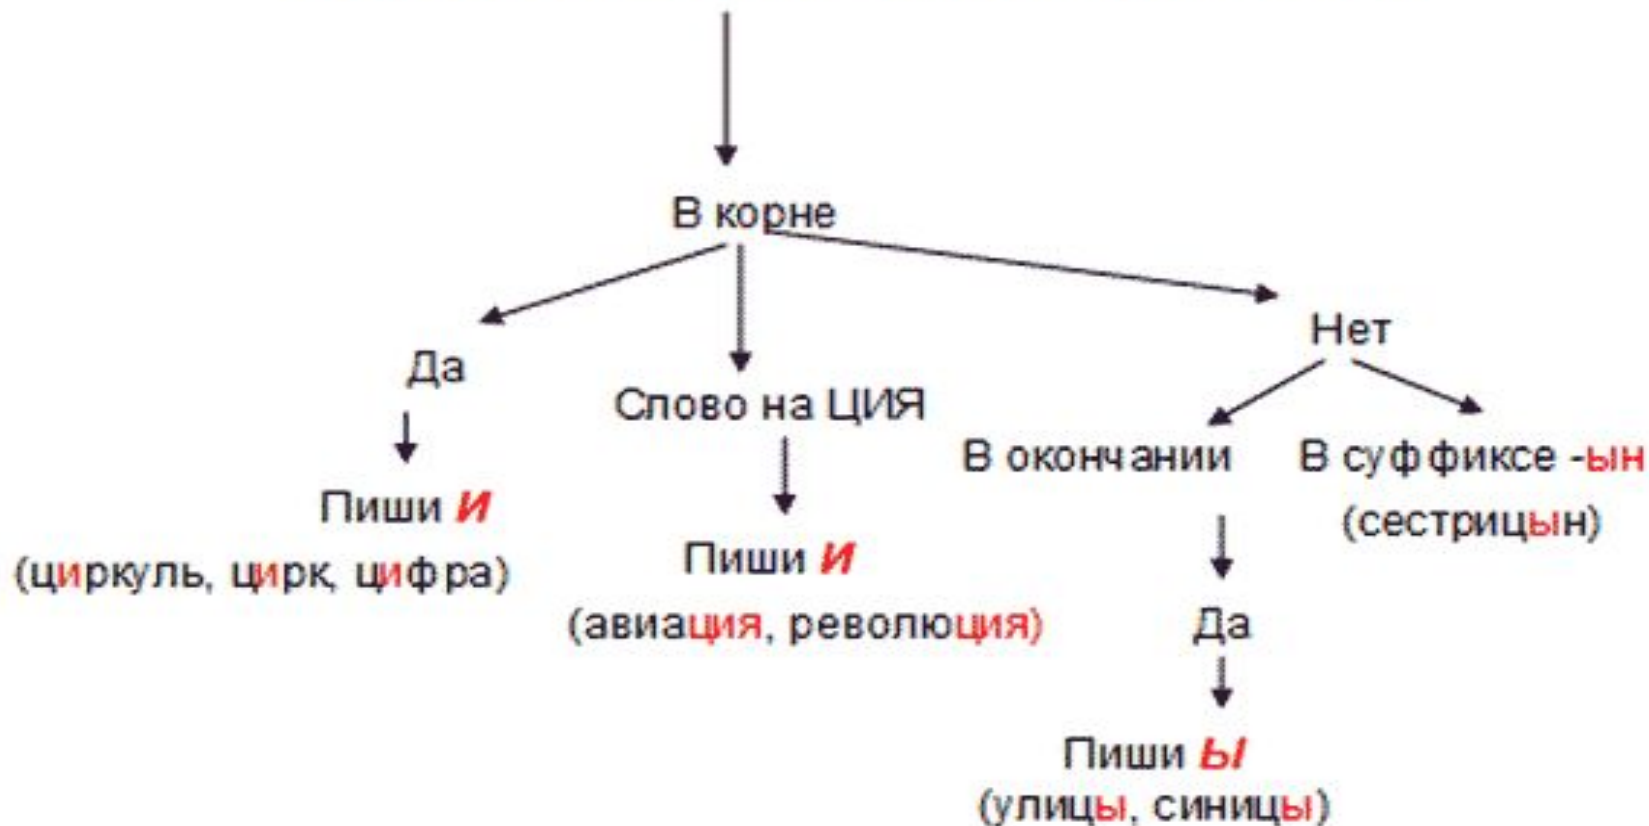 В корне
Да
Слово на ЦИЯ
Нет
Пиши И
(циркуль, цирк, цифра)
Пиши И
(авиация, революция)
В окончании
В суффиксе -ын
(сестрицын)
Да
Пиши Ы
(улицы, синицы)